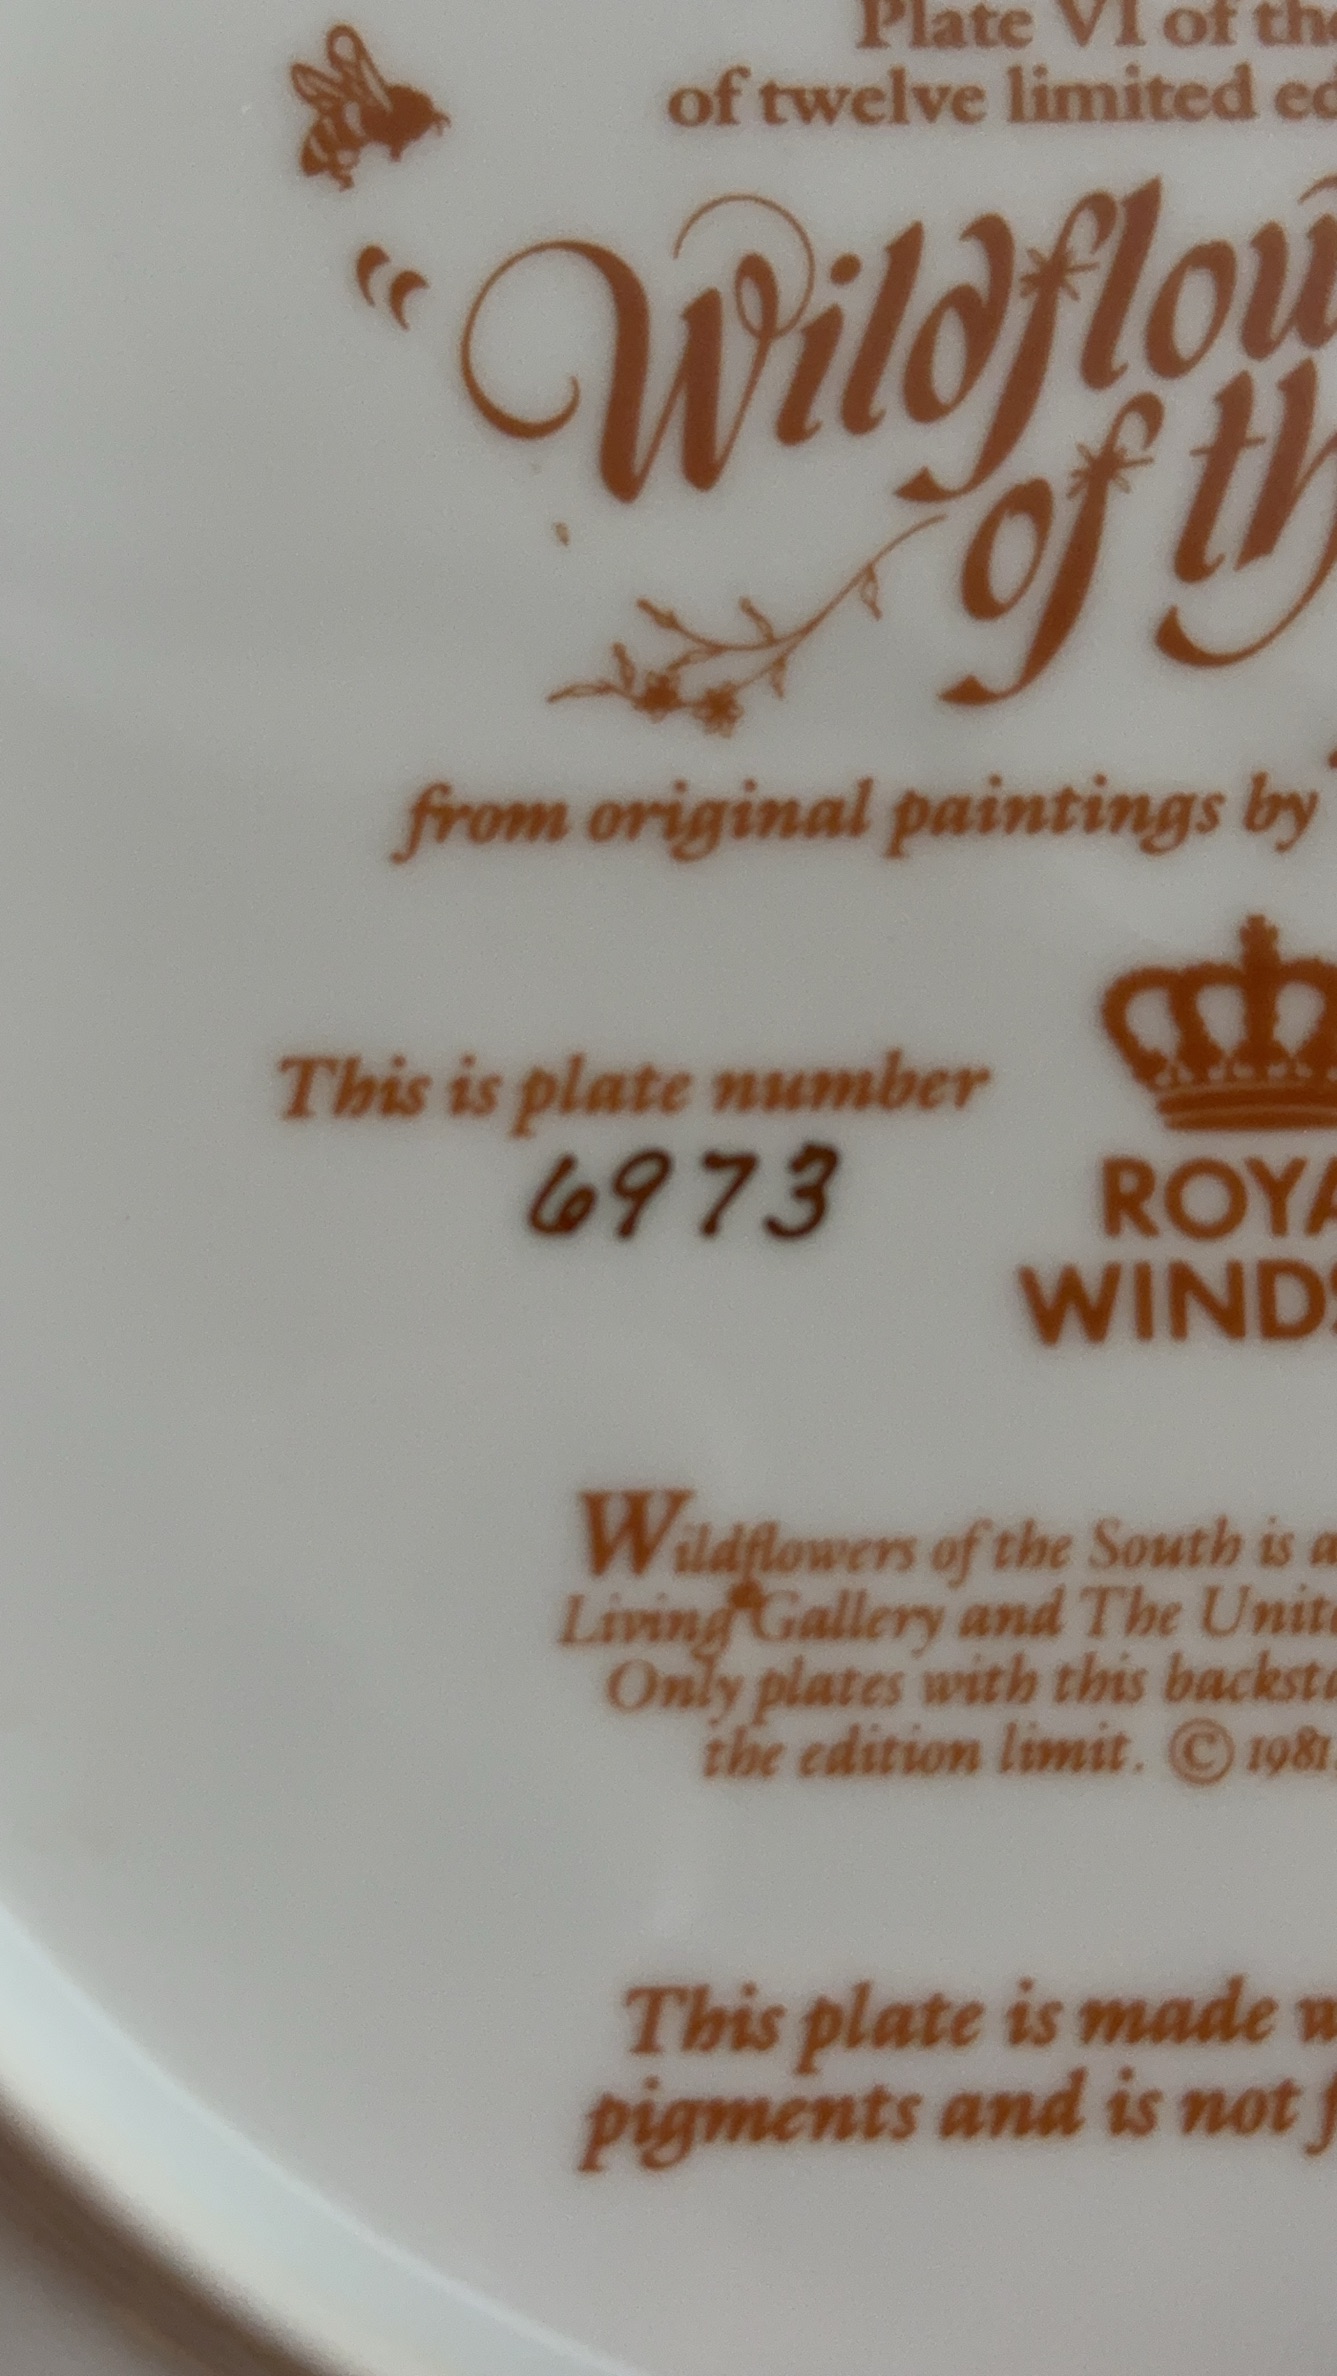 Plate VI of the
of twelve limited ed
"Wildflow
of th
from original paintings by
This is plate number
6973
ROYA
WINDS
Wildflowers of the South is a
Living Gallery and The Unite
Only plates with this backsta
the edition limit. © 1981
This plate is made w
pigments and is not f